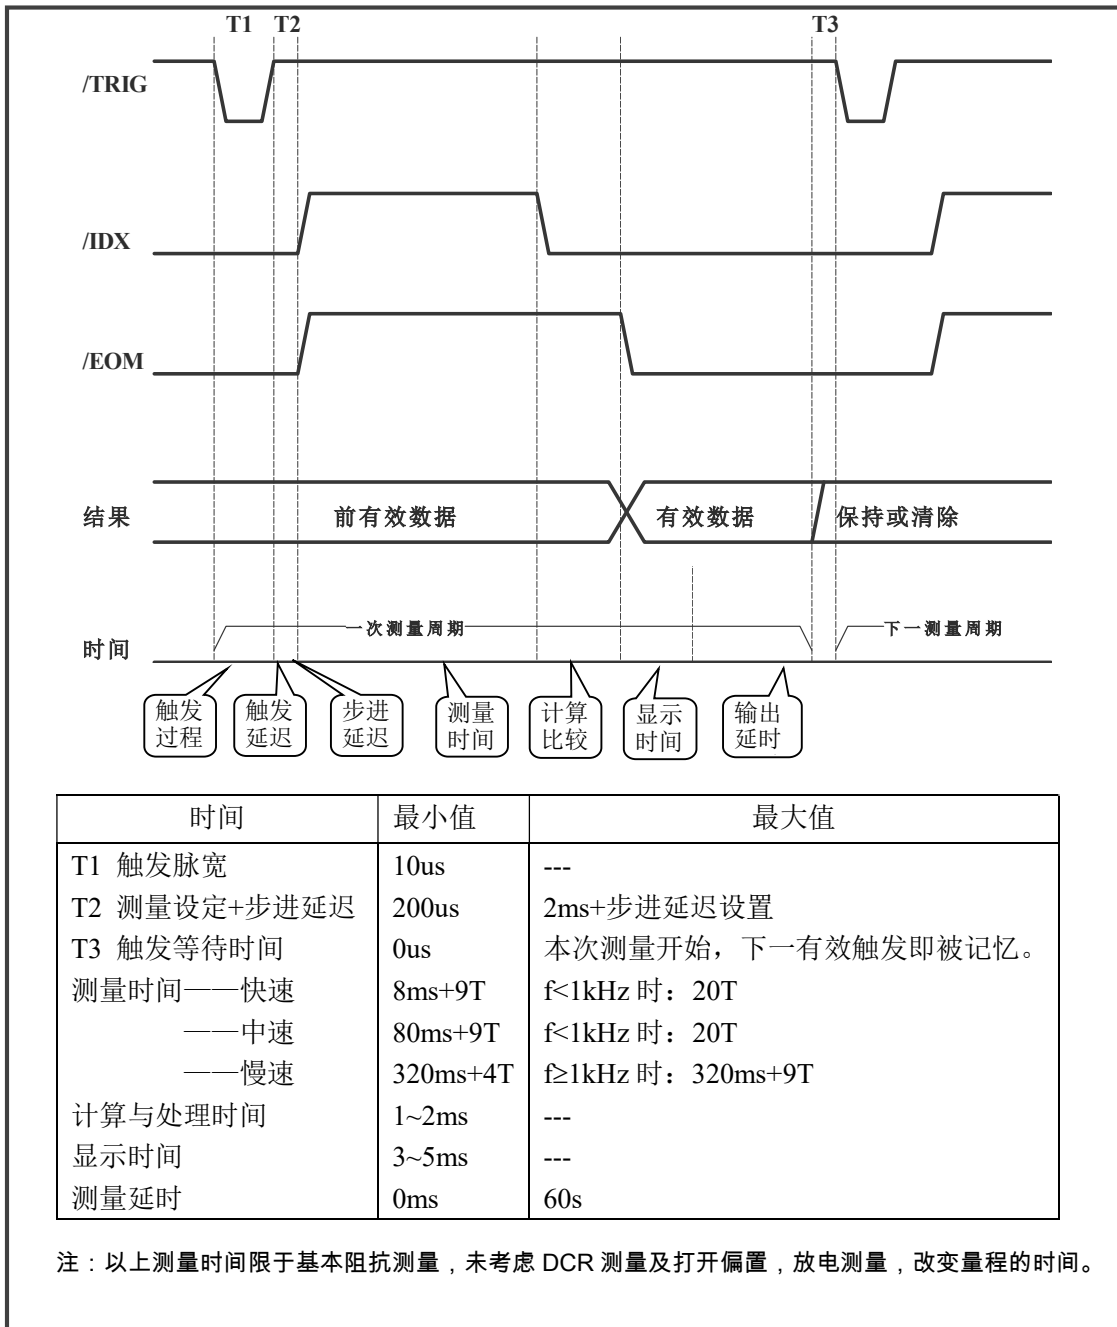 T1 T2 T3
/TRIG
/IDX
/EOM
结果 前有效数据 有效数据 保持或清除
时间 一次测量周期 下一测量周期
触发过程
触发延迟
步进延迟
测量时间
计算比较
显示时间
输出延时
时间 最小值 最大值
T1 触发脉宽 10us ---
T2 测量设定+步进延迟 200us 2ms+步进延迟设置
T3 触发等待时间 0us 本次测量开始，下一有效触发即被记忆。
测量时间——快速 8ms+9T f<1kHz 时：20T
——中速 80ms+9T f<1kHz 时：20T
——慢速 320ms+4T f≥1kHz 时：320ms+9T
计算与处理时间 1~2ms ---
显示时间 3~5ms ---
测量延时 0ms 60s
注：以上测量时间限于基本阻抗测量，未考虑 DCR 测量及打开偏置，放电测量，改变量程的时间。